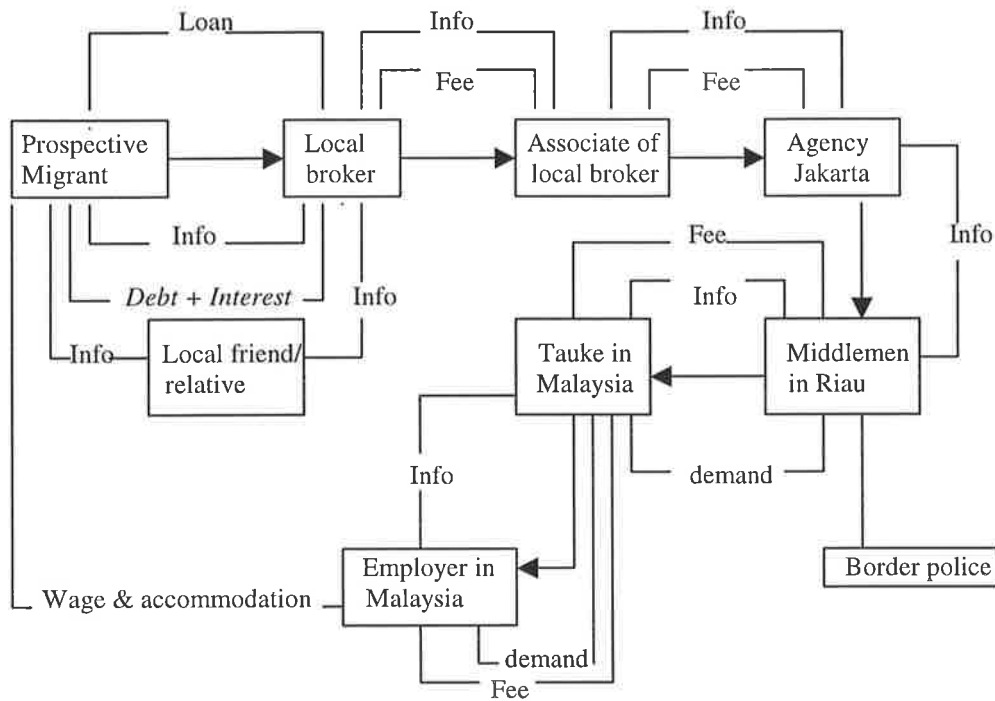 Loan
Info
Info
Fee
Fee
Prospective
Migrant
Local
broker
Associate of
local broker
Agency
Jakarta
Info
Fee
Info
Debt + Interest
Info
Info
Info
Local friend/
relative
Tauke in
Malaysia
Middlemen
in Riau
Info
demand
Employer in
Malaysia
Border police
Wage & accommodation
demand
Fee